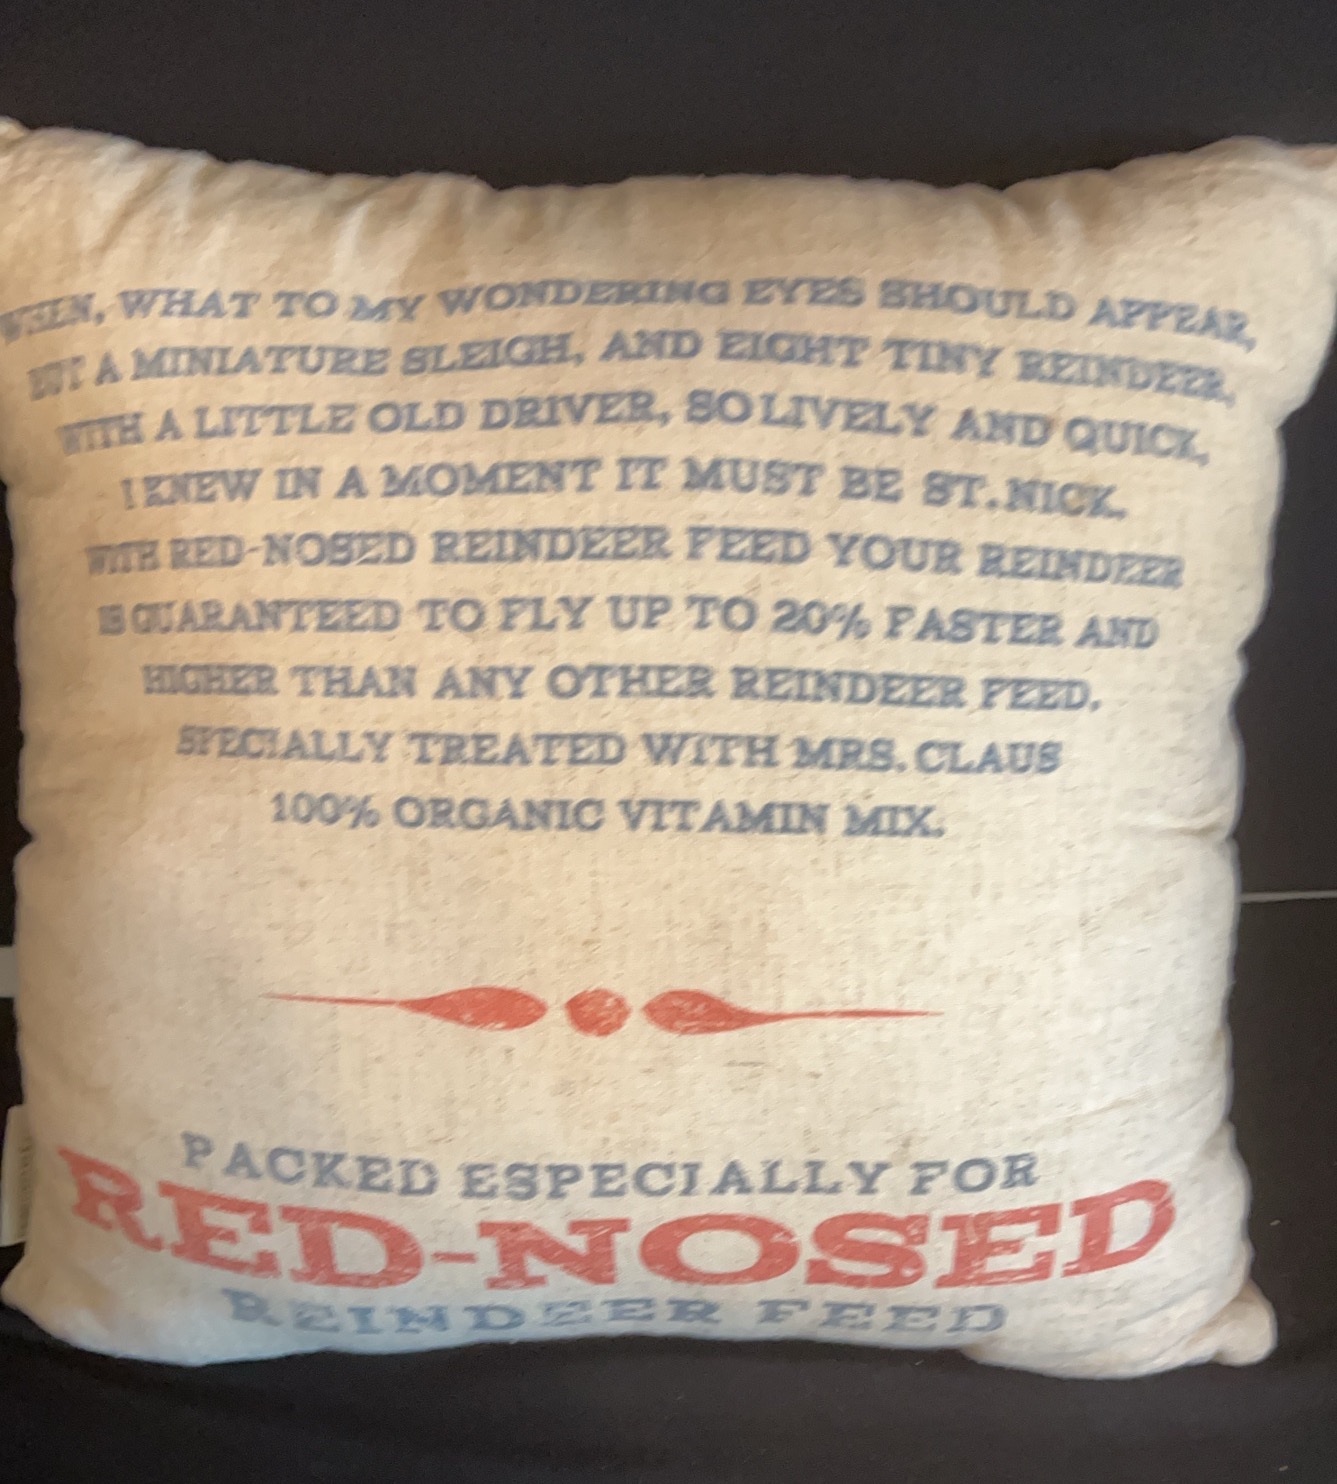 WHEN, WHAT TO MY WONDERING EYES SHOULD APPEAR,
BUT A MINIATURE SLEIGH, AND EIGHT TINY REINDEER,
WITH A LITTLE OLD DRIVER, SO LIVELY AND QUICK,
I KNEW IN A MOMENT IT MUST BE ST. NICK.
WITH RED-NOSED REINDEER FEED YOUR REINDEER
IS GUARANTEED TO FLY UP TO 20% FASTER AND
HIGHER THAN ANY OTHER REINDEER FEED.
SPECIALLY TREATED WITH MRS. CLAUS
100% ORGANIC VITAMIN MIX.
PACKED ESPECIALLY FOR
RED-NOSED
REINDEER FEED